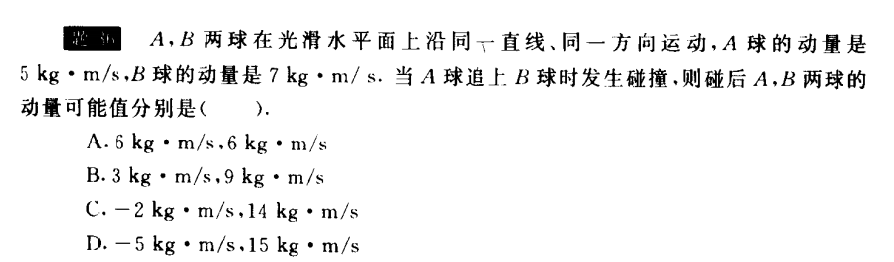 A,B 两球在光滑水平面上沿同一直线、同一方向运动,A 球的动量是
5 kg·m/s,B 球的动量是 7 kg·m/s. 当 A 球追上 B 球时发生碰撞,则碰后 A,B 两球的
动量可能值分别是(    ).
A. 6 kg·m/s,6 kg·m/s
B. 3 kg·m/s,9 kg·m/s
C. −2 kg·m/s,14 kg·m/s
D. −5 kg·m/s,15 kg·m/s